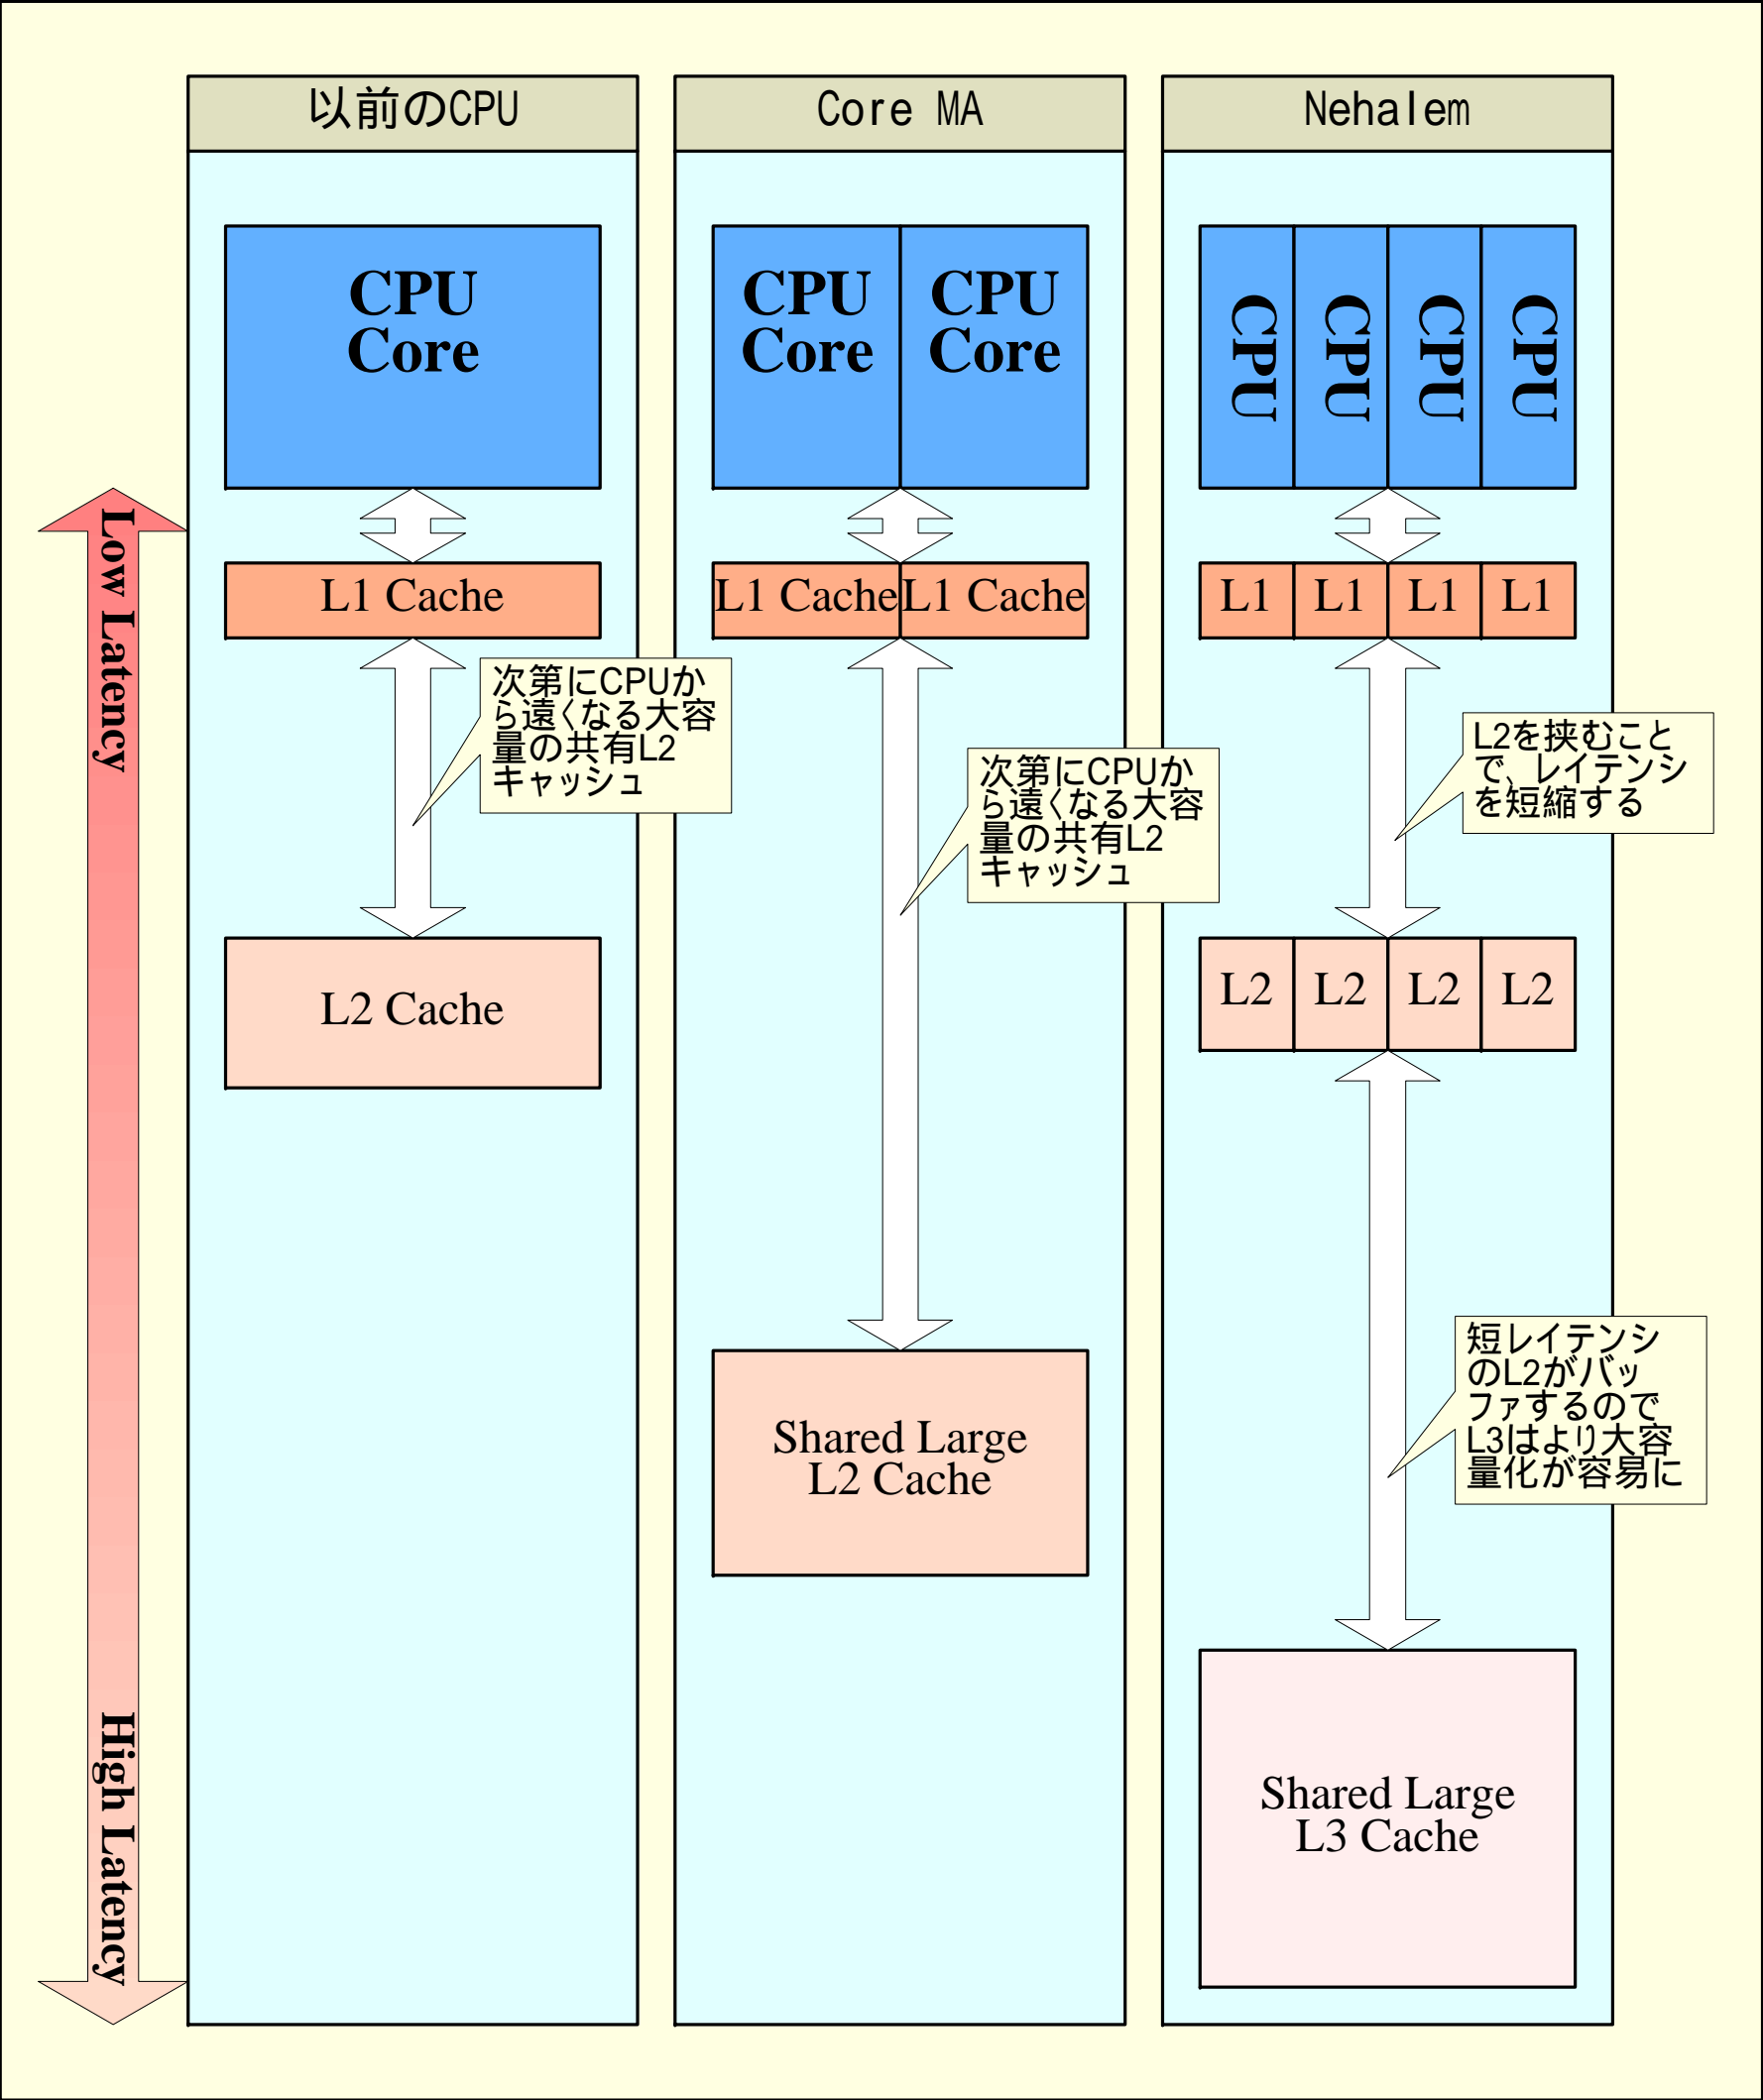 以前のCPU
Core MA
Nehalem
CPU
Core
CPU
Core
CPU
Core
CPU
CPU
CPU
CPU
Low Latency
L1 Cache
L1 Cache
L1 Cache
L1
L1
L1
L1
次第にCPUか
ら遠くなる大容
量の共有L2
キャッシュ
次第にCPUか
ら遠くなる大容
量の共有L2
キャッシュ
L2を挟むこと
で、レイテンシ
を短縮する
L2 Cache
L2
L2
L2
L2
Shared Large
L2 Cache
短レイテンシ
のL2がバッ
ファするので
L3はより大容
量化が容易に
Shared Large
L3 Cache
High Latency